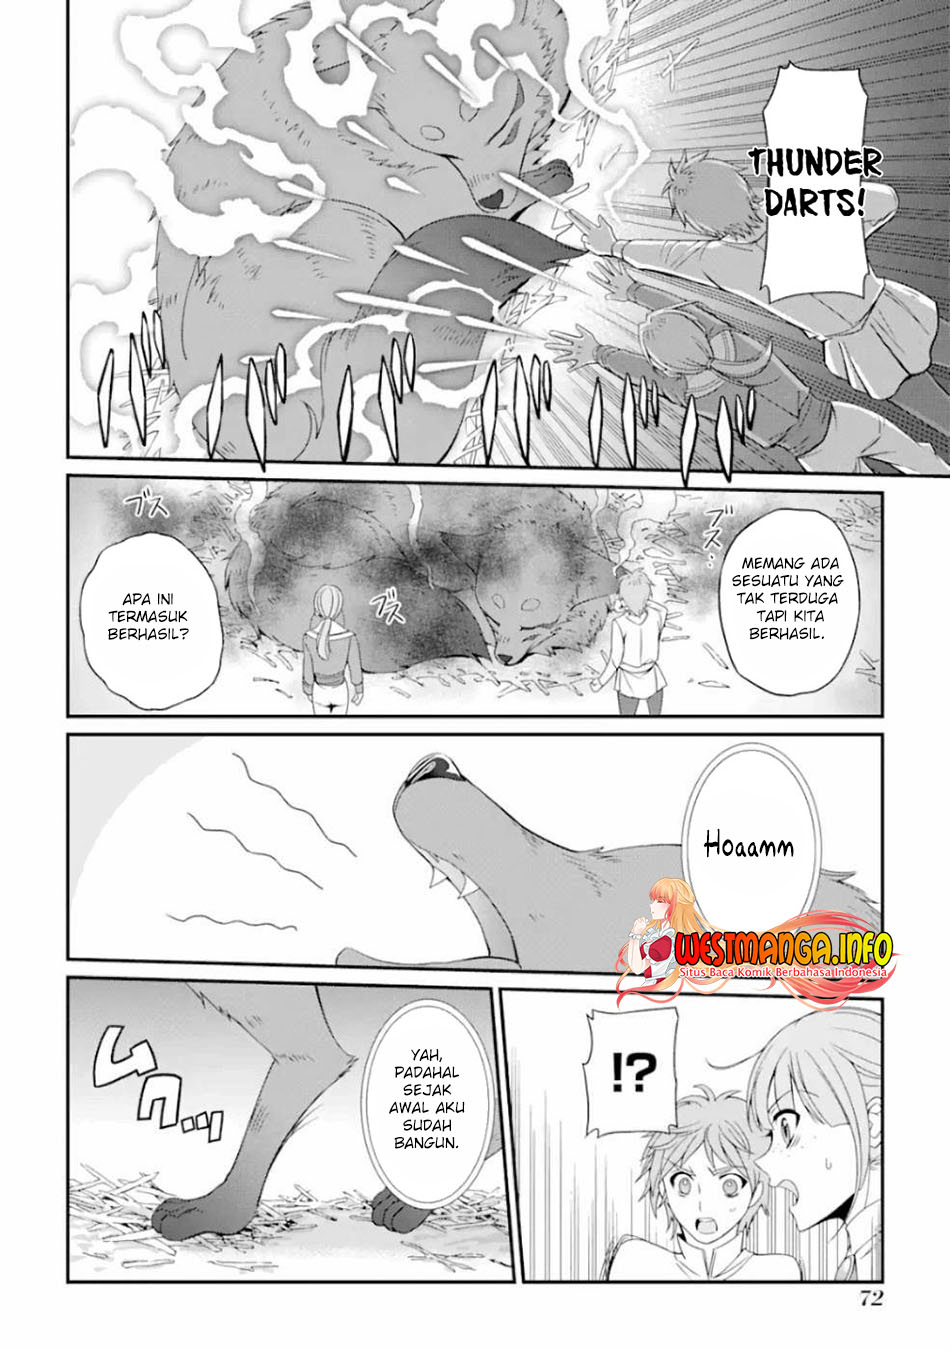 THUNDER
DARTS!
ブス
ブス
ブス…
MEMANG ADA
SESUATU YANG
TAK TERDUGA
TAPI KITA
BERHASIL.
APA INI
TERMASUK
BERHASIL?
Hoaamm
WESTMANGA.INFO
Situs Baca Komik Berbahasa Indonesia
!?
YAH,
PADAHAL
SEJAK
AWAL AKU
SUDAH
BANGUN.
ムクッ
72